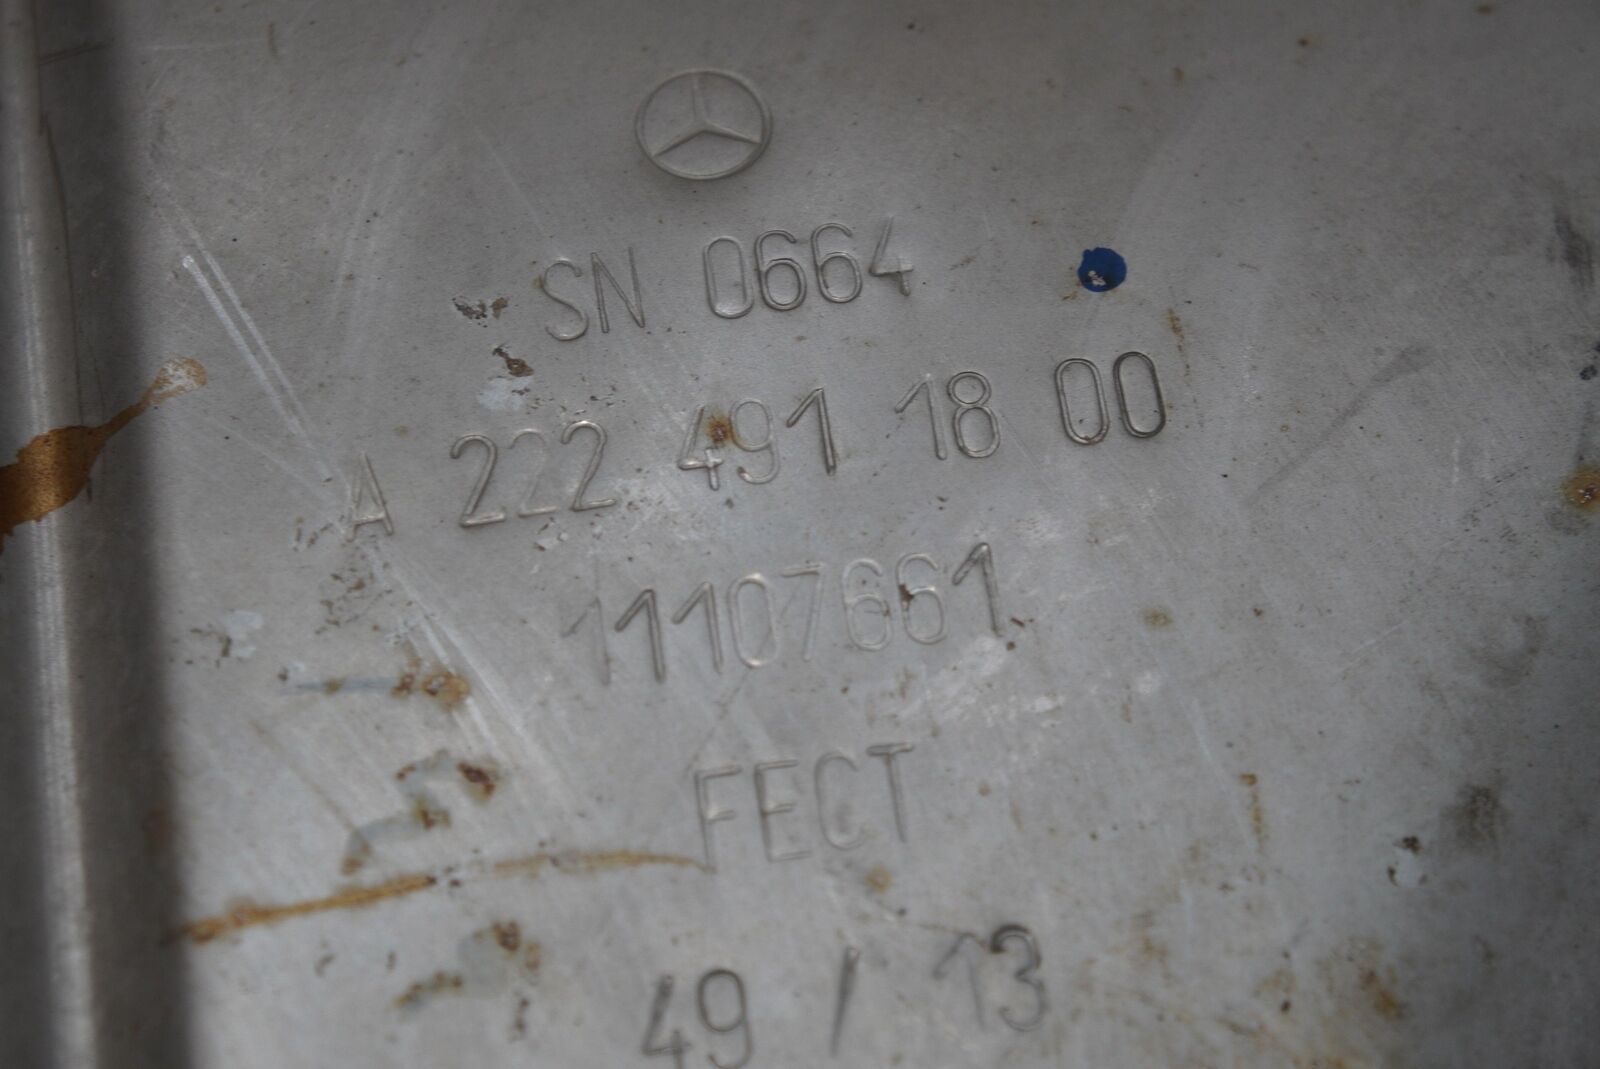 SN 0664
A 222 491 18 00
11107661
FECT
49 / 13